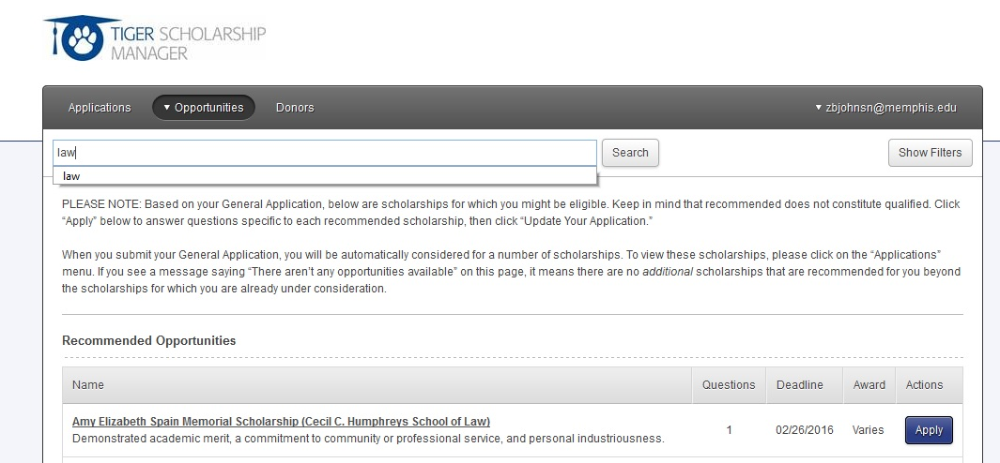 TIGER SCHOLARSHIP
MANAGER
Applications ▾ Opportunities Donors ▾ zbjohnsn@memphis.edu
law Search Show Filters
law
PLEASE NOTE: Based on your General Application, below are scholarships for which you might be eligible. Keep in mind that recommended does not constitute qualified. Click
“Apply” below to answer questions specific to each recommended scholarship, then click “Update Your Application.”
When you submit your General Application, you will be automatically considered for a number of scholarships. To view these scholarships, please click on the “Applications”
menu. If you see a message saying “There aren’t any opportunities available” on this page, it means there are no additional scholarships that are recommended for you beyond
the scholarships for which you are already under consideration.
Recommended Opportunities
Name Questions Deadline Award Actions
Amy Elizabeth Spain Memorial Scholarship (Cecil C. Humphreys School of Law)
Demonstrated academic merit, a commitment to community or professional service, and personal industriousness. 1 02/26/2016 Varies Apply